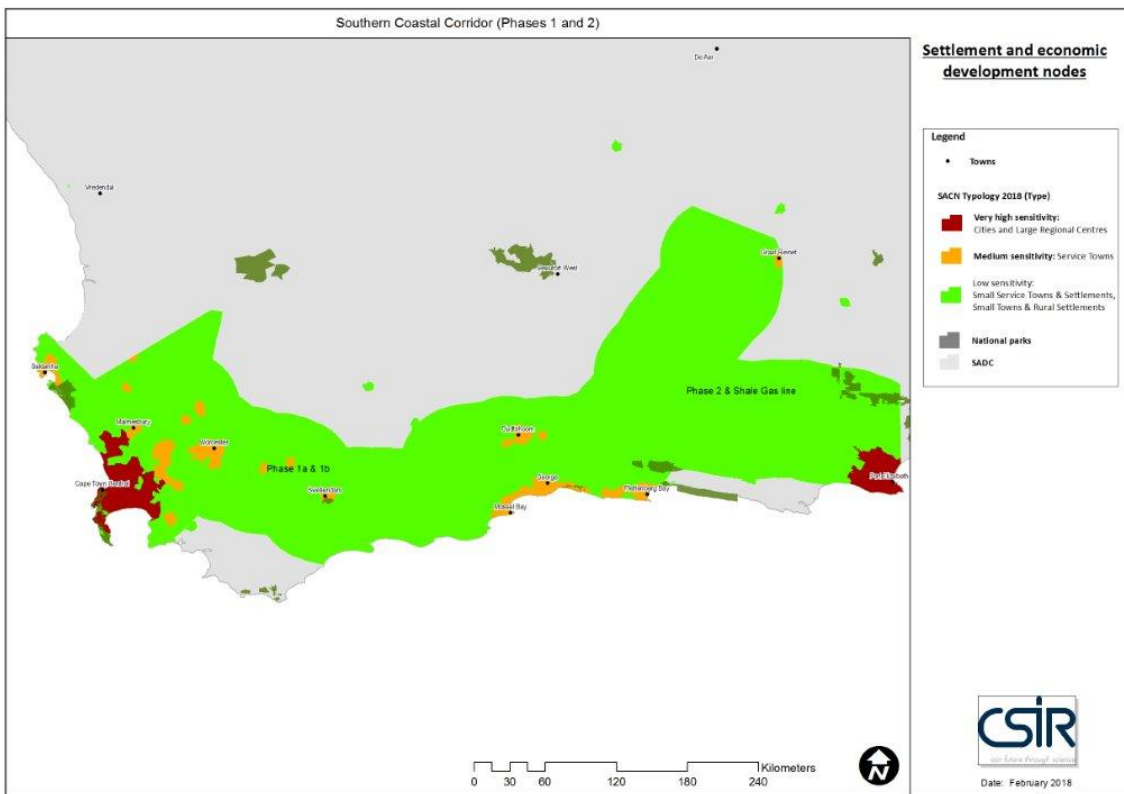 Southern Coastal Corridor (Phases 1 and 2)
Settlement and economic
development nodes
De Aar
Vredendal
Beaufort West
Graaf Reinet
Saldanha
Malmesbury
Worcester
Cape Town Central
Swellendam
Oudtshoorn
George
Mossel Bay
Plettenberg Bay
Port Elizabeth
Phase 1a & 1b
Phase 2 & Shale Gas line
Legend
Towns
SACN Typology 2018 (Type)
Very high sensitivity:
Cities and Large Regional Centres
Medium sensitivity: Service Towns
Low sensitivity:
Small Service Towns & Settlements,
Small Towns & Rural Settlements
National parks
SADC
Kilometers
0 30 60 120 180 240
N
CSIR
our future through science
Date: February 2018